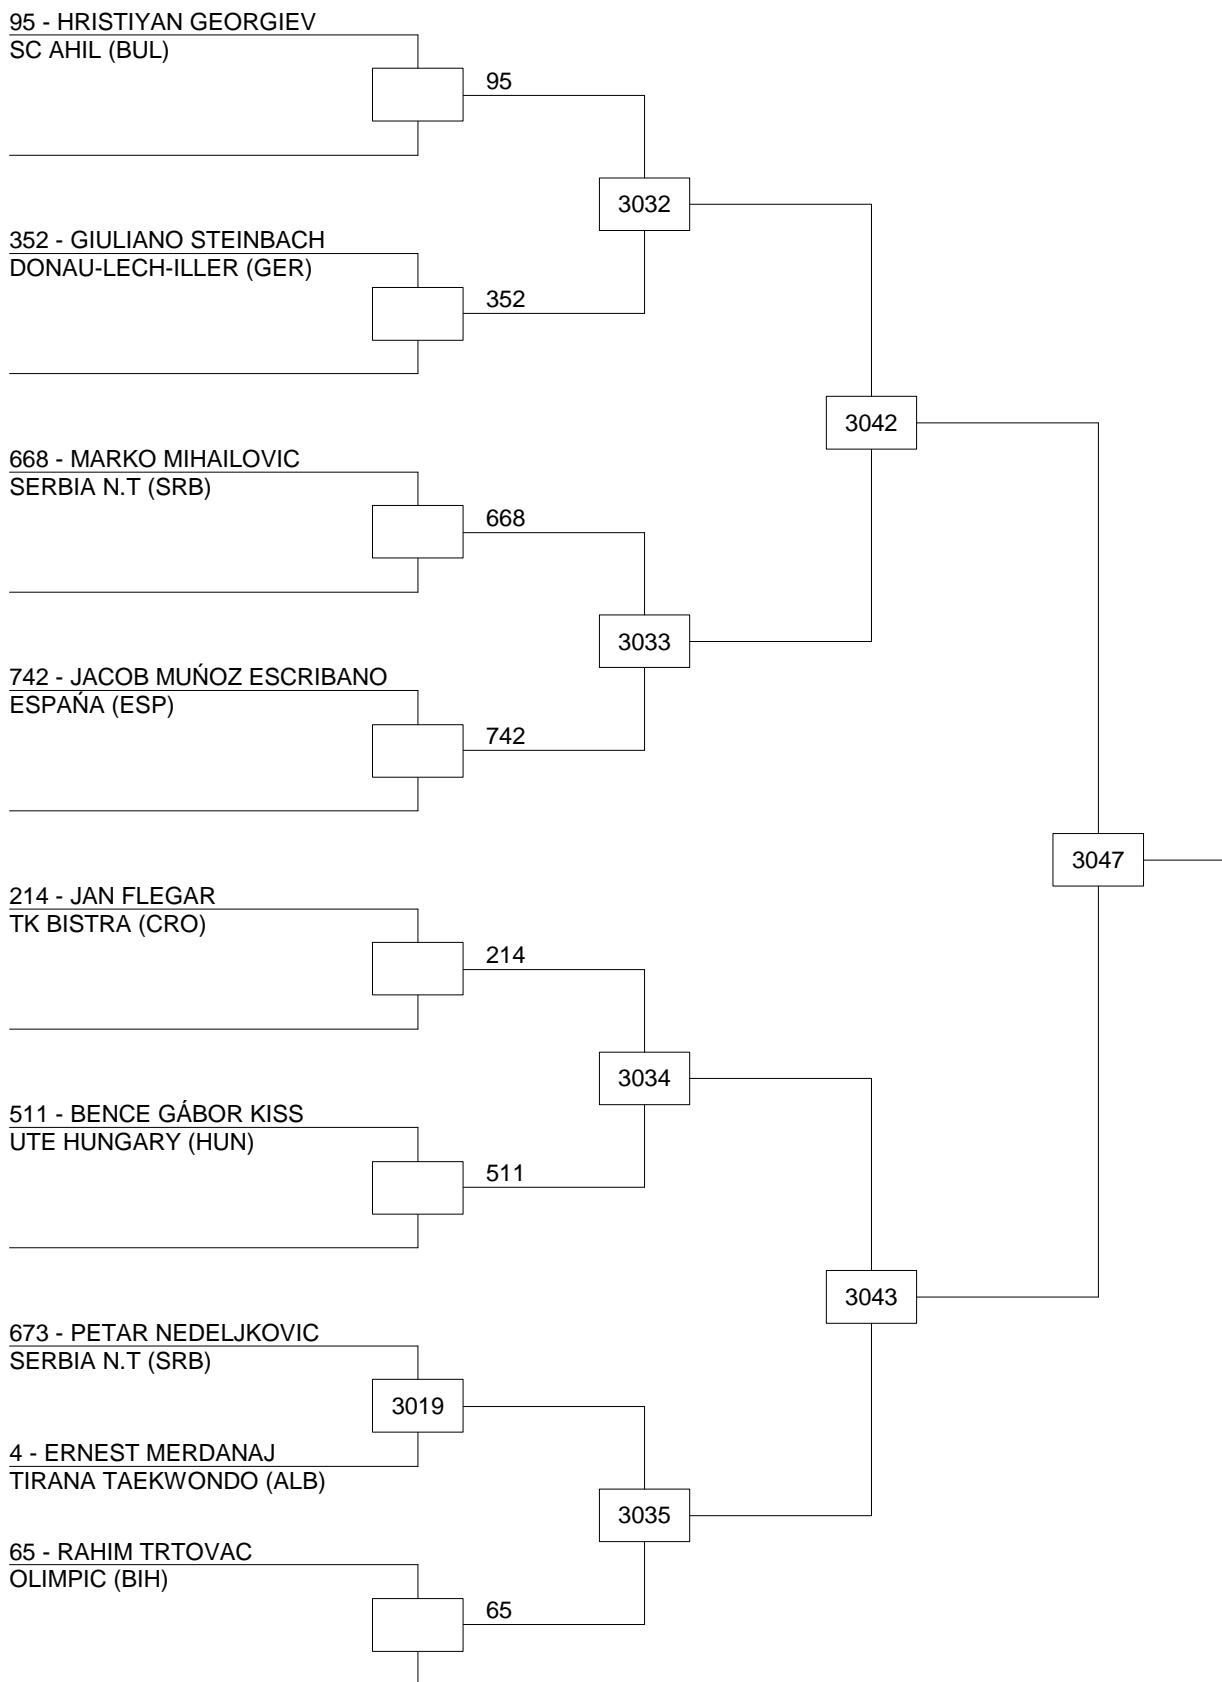 95 - HRISTIYAN GEORGIEV
SC AHIL (BUL)
95
3032
352 - GIULIANO STEINBACH
DONAU-LECH-ILLER (GER)
352
3042
668 - MARKO MIHAILOVIC
SERBIA N.T (SRB)
668
3033
742 - JACOB MUŃOZ ESCRIBANO
ESPAŃA (ESP)
742
3047
214 - JAN FLEGAR
TK BISTRA (CRO)
214
3034
511 - BENCE GÁBOR KISS
UTE HUNGARY (HUN)
511
3043
673 - PETAR NEDELJKOVIC
SERBIA N.T (SRB)
3019
4 - ERNEST MERDANAJ
TIRANA TAEKWONDO (ALB)
3035
65 - RAHIM TRTOVAC
OLIMPIC (BIH)
65